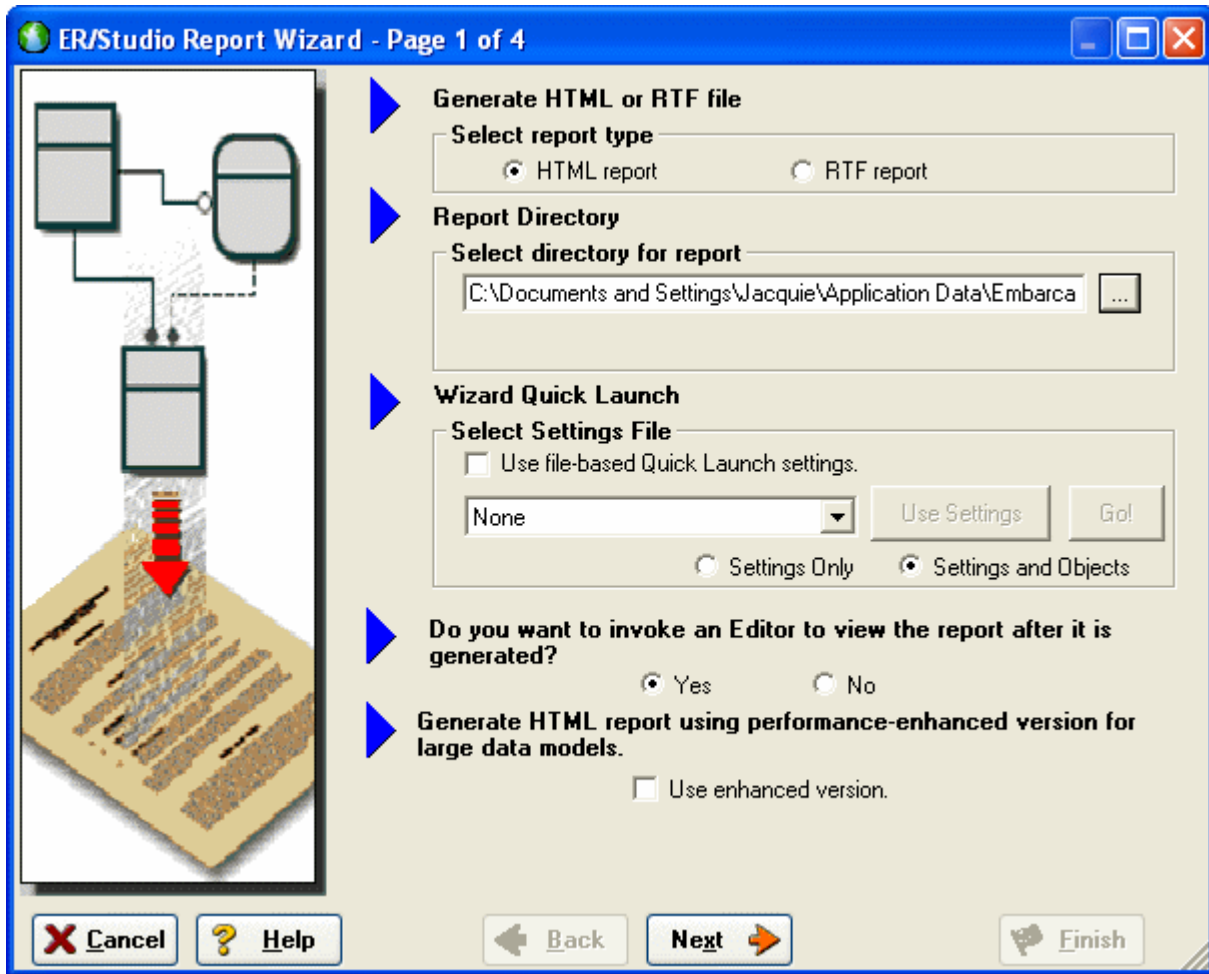 ER/Studio Report Wizard - Page 1 of 4
Generate HTML or RTF file
Select report type
HTML report
RTF report
Report Directory
Select directory for report
C:\Documents and Settings\Jacquie\Application Data\Embarca
...
Wizard Quick Launch
Select Settings File
Use file-based Quick Launch settings.
None
Use Settings
Go!
Settings Only
Settings and Objects
Do you want to invoke an Editor to view the report after it is
generated?
Yes
No
Generate HTML report using performance-enhanced version for
large data models.
Use enhanced version.
Cancel
Help
Back
Next
Finish